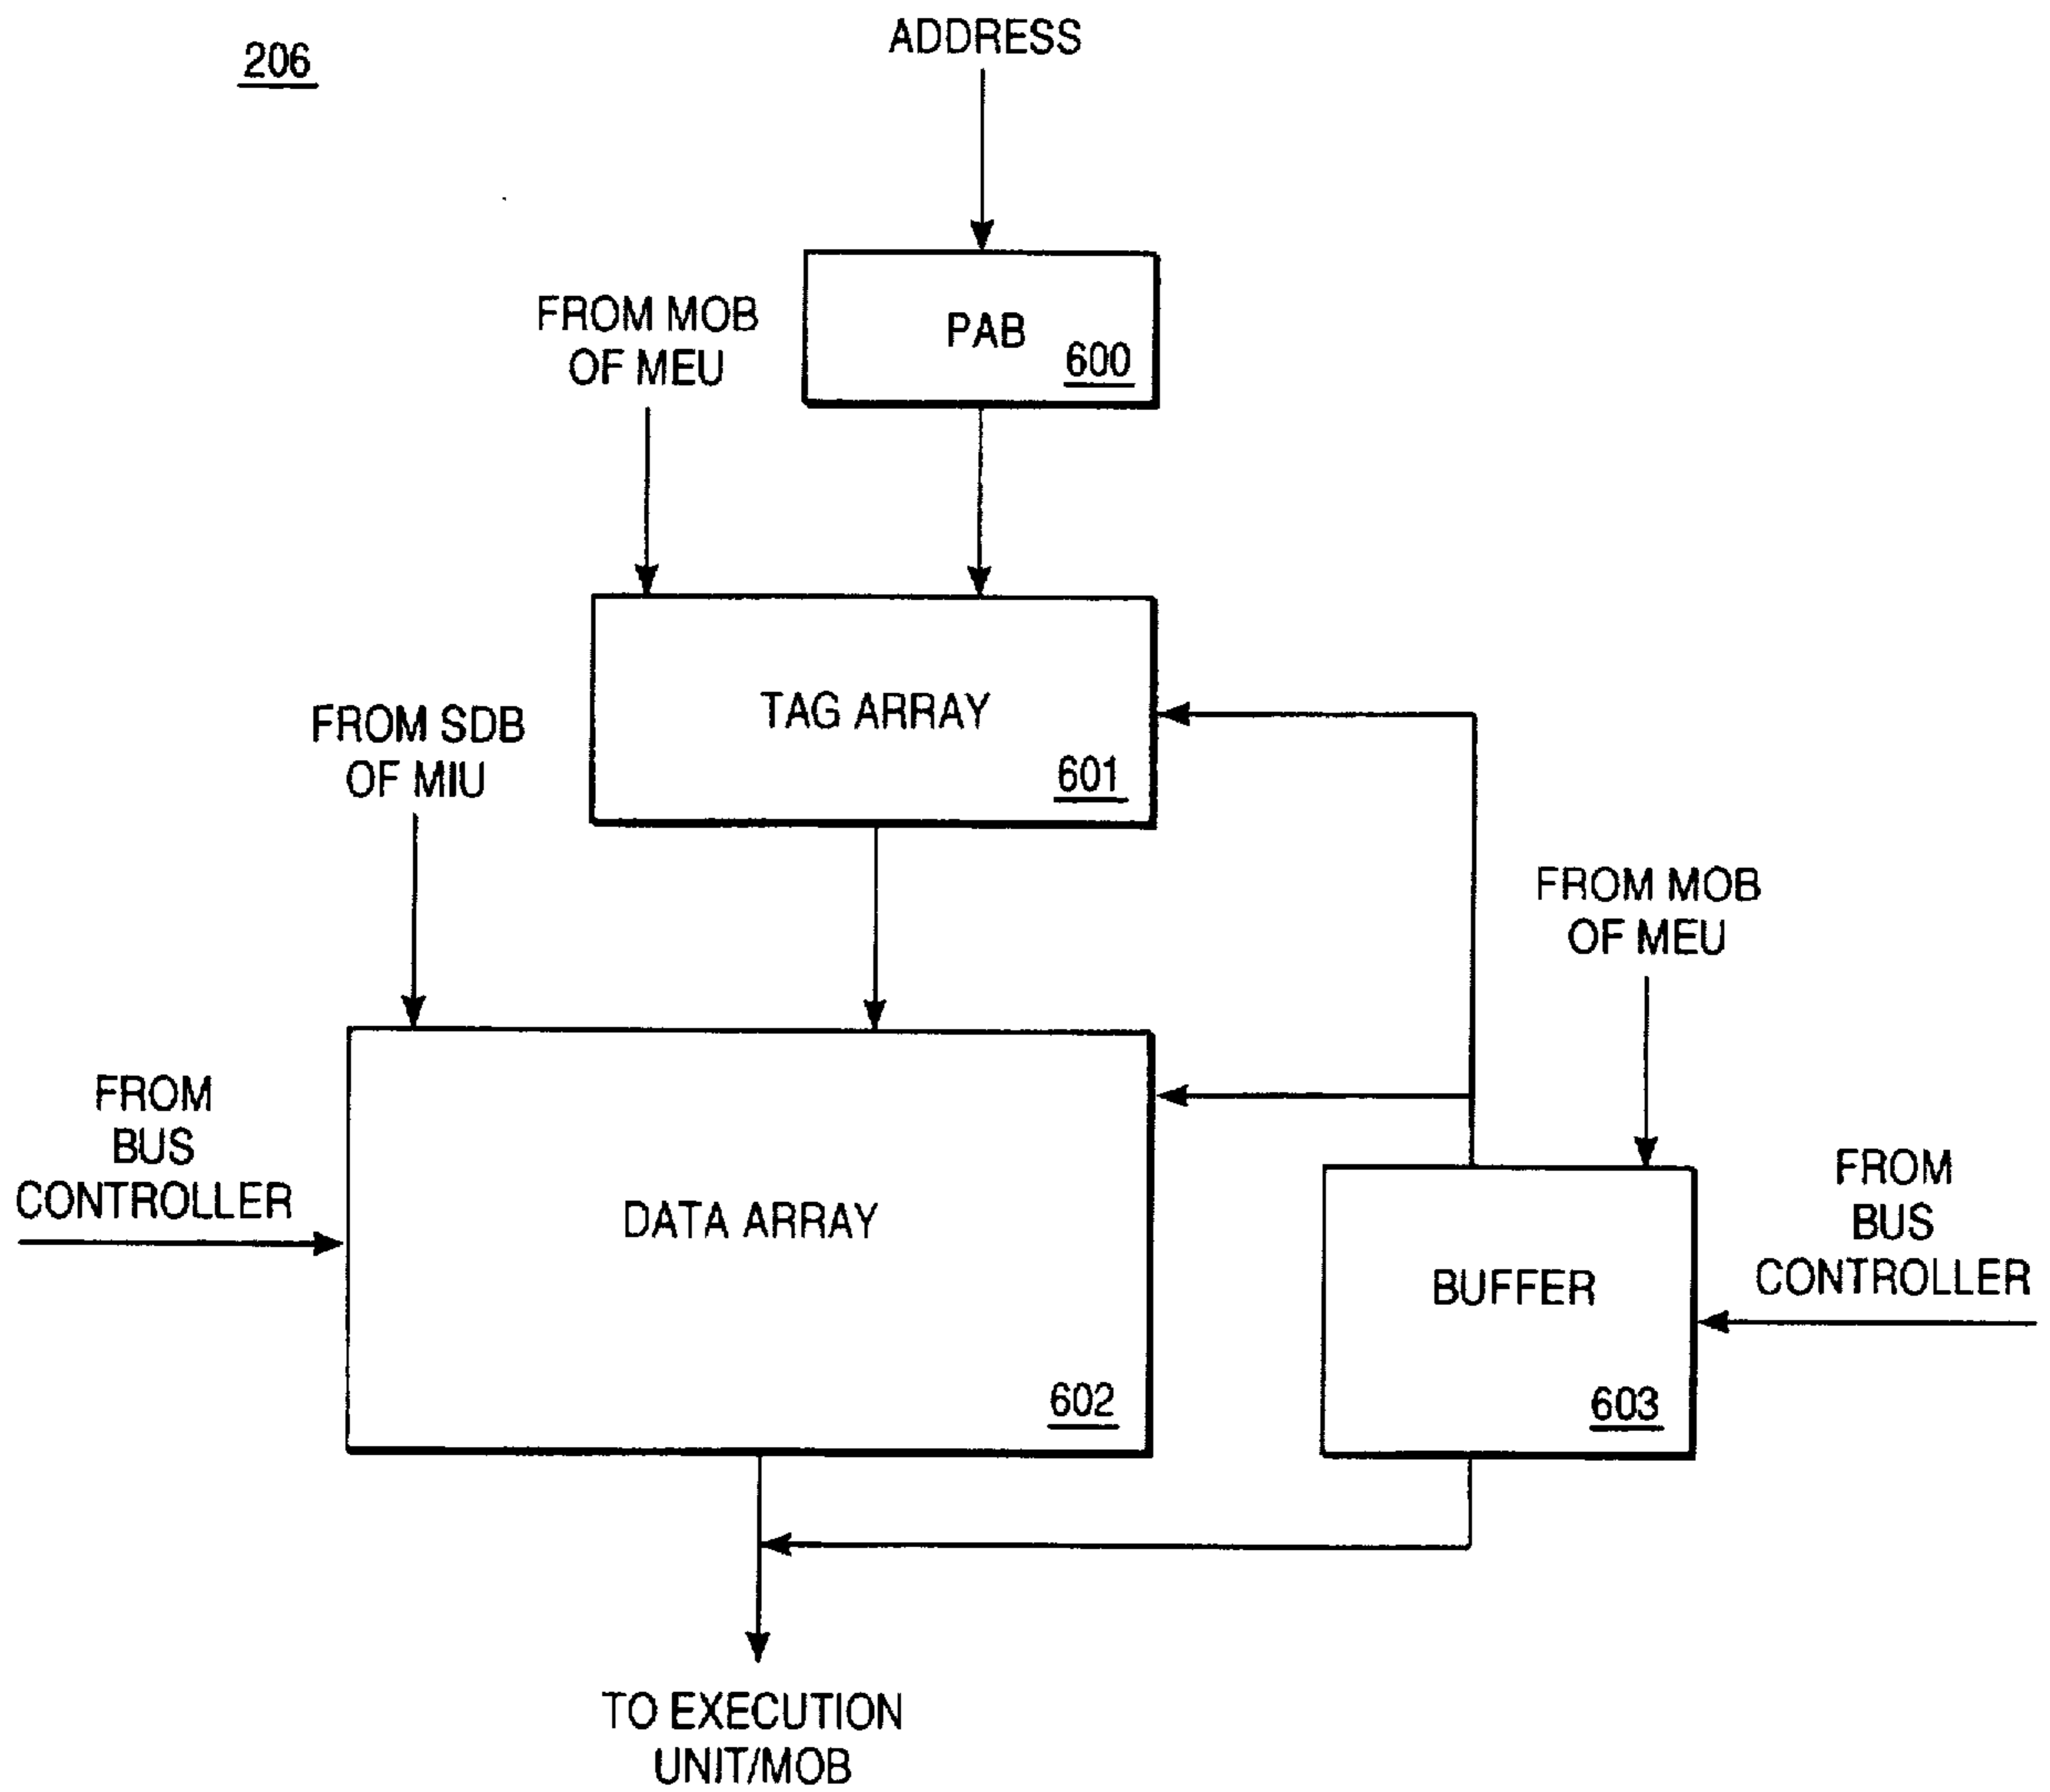 206
ADDRESS
FROM MOB
OF MEU
PAB
600
FROM SDB
OF MIU
TAG ARRAY
601
FROM MOB
OF MEU
FROM
BUS
CONTROLLER
DATA ARRAY
602
BUFFER
603
FROM
BUS
CONTROLLER
TO EXECUTION
UNIT/MOB